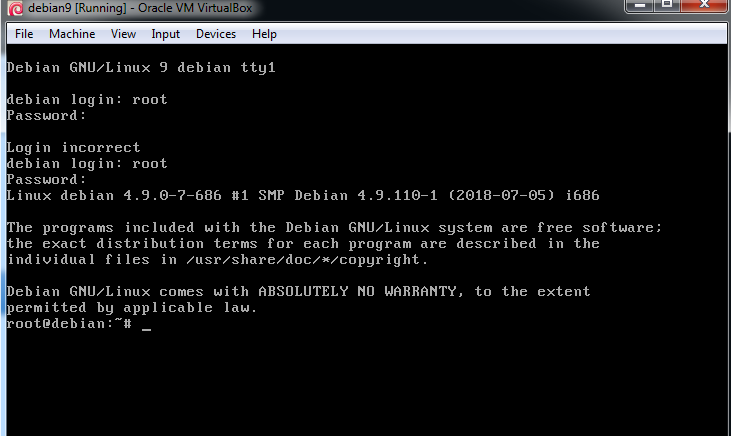 debian9 [Running] - Oracle VM VirtualBox
File Machine View Input Devices Help
Debian GNU/Linux 9 debian tty1
debian login: root
Password:
Login incorrect
debian login: root
Password:
Linux debian 4.9.0-7-686 #1 SMP Debian 4.9.110-1 (2018-07-05) i686
The programs included with the Debian GNU/Linux system are free software;
the exact distribution terms for each program are described in the
individual files in /usr/share/doc/*/copyright.
Debian GNU/Linux comes with ABSOLUTELY NO WARRANTY, to the extent
permitted by applicable law.
root@debian:~# _